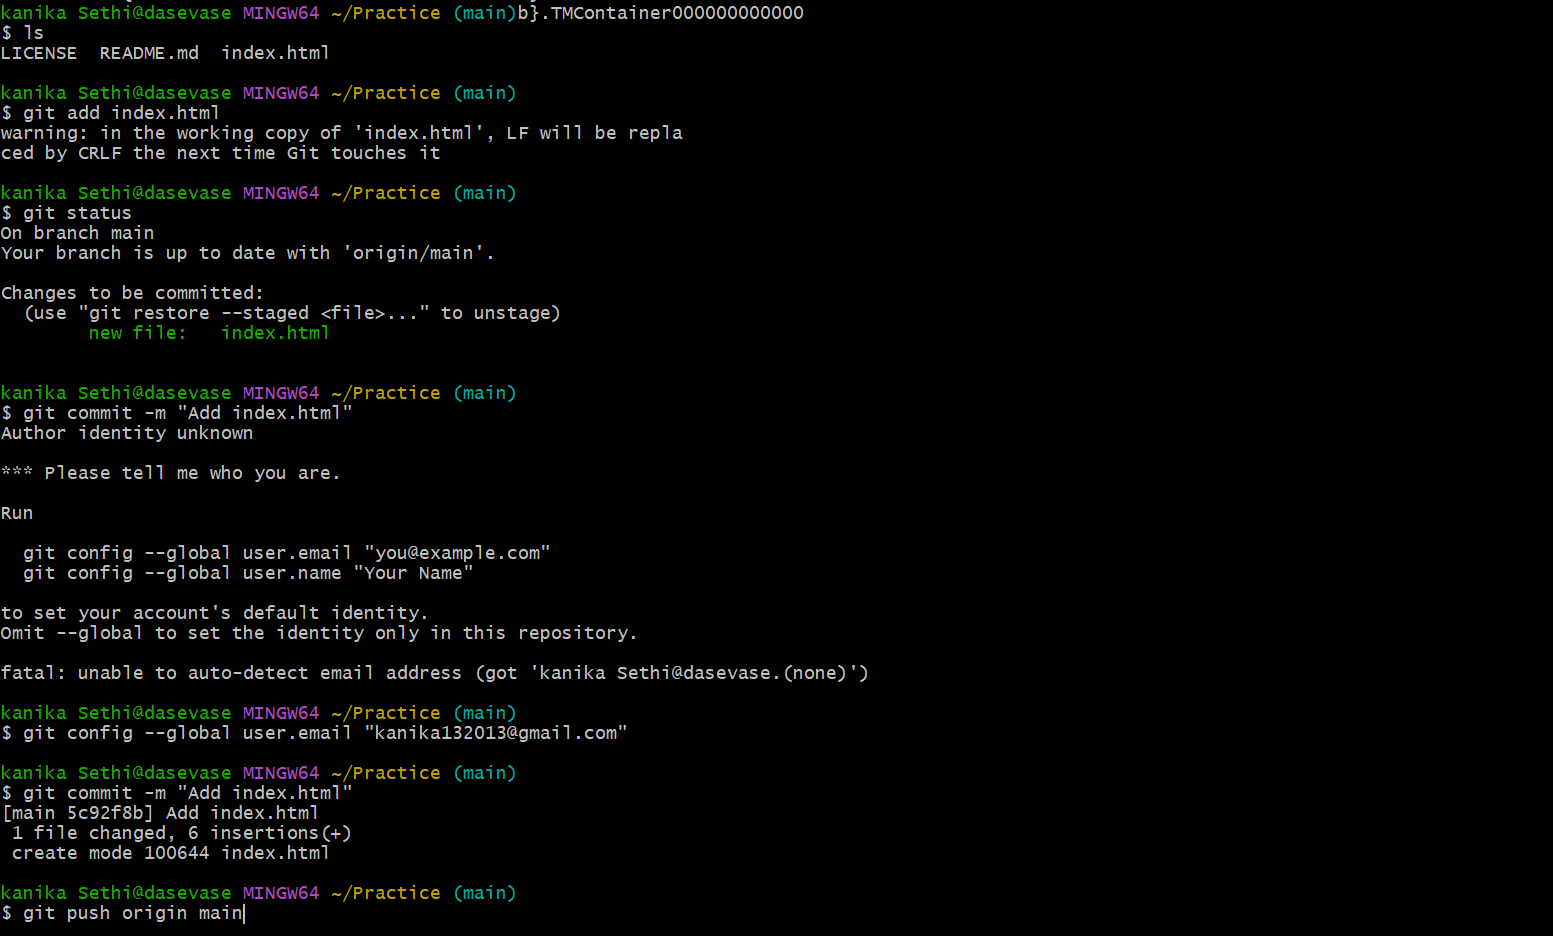 kanika Sethi@dasevase MINGW64 ~/Practice (main)b}.TMContainer000000000000
$ ls
LICENSE  README.md  index.html
kanika Sethi@dasevase MINGW64 ~/Practice (main)
$ git add index.html
warning: in the working copy of 'index.html', LF will be repla
ced by CRLF the next time Git touches it
kanika Sethi@dasevase MINGW64 ~/Practice (main)
$ git status
On branch main
Your branch is up to date with 'origin/main'.
Changes to be committed:
  (use "git restore --staged <file>..." to unstage)
        new file:   index.html
kanika Sethi@dasevase MINGW64 ~/Practice (main)
$ git commit -m "Add index.html"
Author identity unknown
*** Please tell me who you are.
Run
  git config --global user.email "you@example.com"
  git config --global user.name "Your Name"
to set your account's default identity.
Omit --global to set the identity only in this repository.
fatal: unable to auto-detect email address (got 'kanika Sethi@dasevase.(none)')
kanika Sethi@dasevase MINGW64 ~/Practice (main)
$ git config --global user.email "kanika132013@gmail.com"
kanika Sethi@dasevase MINGW64 ~/Practice (main)
$ git commit -m "Add index.html"
[main 5c92f8b] Add index.html
 1 file changed, 6 insertions(+)
 create mode 100644 index.html
kanika Sethi@dasevase MINGW64 ~/Practice (main)
$ git push origin main